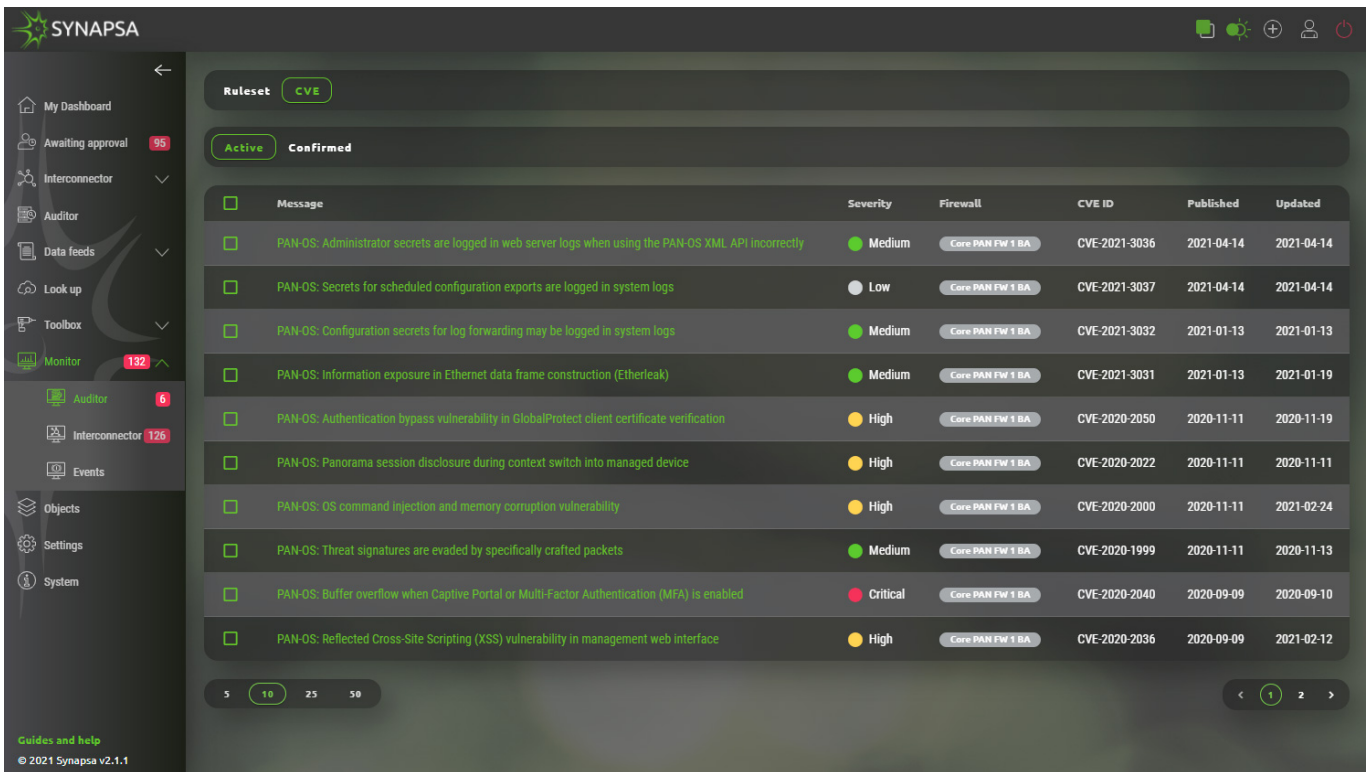 SYNAPSA
My Dashboard
Awaiting approval 95
Interconnector
Auditor
Data feeds
Look up
Toolbox
Monitor 132
Auditor 6
Interconnector 126
Events
Objects
Settings
System
Guides and help
© 2021 Synapsa v2.1.1
Ruleset CVE
Active Confirmed
Message Severity Firewall CVE ID Published Updated
PAN-OS: Administrator secrets are logged in web server logs when using the PAN-OS XML API incorrectly Medium Core PAN FW 1 BA CVE-2021-3036 2021-04-14 2021-04-14
PAN-OS: Secrets for scheduled configuration exports are logged in system logs Low Core PAN FW 1 BA CVE-2021-3037 2021-04-14 2021-04-14
PAN-OS: Configuration secrets for log forwarding may be logged in system logs Medium Core PAN FW 1 BA CVE-2021-3032 2021-01-13 2021-01-13
PAN-OS: Information exposure in Ethernet data frame construction (Etherleak) Medium Core PAN FW 1 BA CVE-2021-3031 2021-01-13 2021-01-19
PAN-OS: Authentication bypass vulnerability in GlobalProtect client certificate verification High Core PAN FW 1 BA CVE-2020-2050 2020-11-11 2020-11-19
PAN-OS: Panorama session disclosure during context switch into managed device High Core PAN FW 1 BA CVE-2020-2022 2020-11-11 2020-11-11
PAN-OS: OS command injection and memory corruption vulnerability High Core PAN FW 1 BA CVE-2020-2000 2020-11-11 2021-02-24
PAN-OS: Threat signatures are evaded by specifically crafted packets Medium Core PAN FW 1 BA CVE-2020-1999 2020-11-11 2020-11-13
PAN-OS: Buffer overflow when Captive Portal or Multi-Factor Authentication (MFA) is enabled Critical Core PAN FW 1 BA CVE-2020-2040 2020-09-09 2020-09-10
PAN-OS: Reflected Cross-Site Scripting (XSS) vulnerability in management web interface High Core PAN FW 1 BA CVE-2020-2036 2020-09-09 2021-02-12
5 10 25 50 < 1 2 >